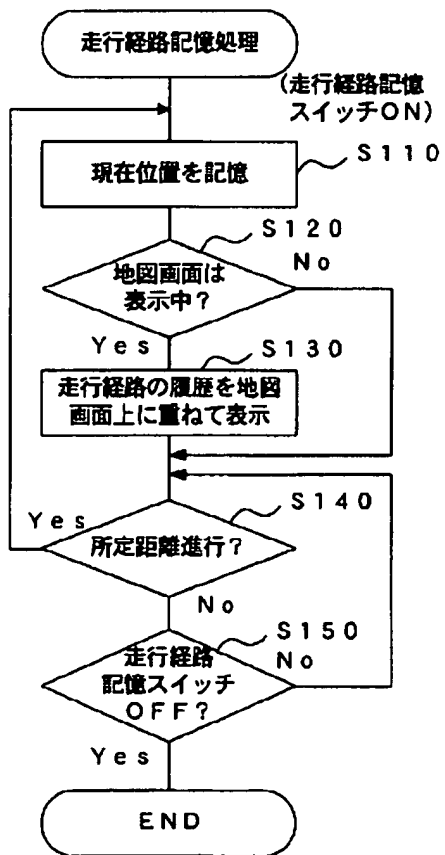 走行経路記憶処理
(走行経路記憶
スイッチON)
S110
現在位置を記憶
S120
地図画面は
表示中?
No
Yes
S130
走行経路の履歴を地図
画面上に重ねて表示
S140
Yes
所定距離進行?
No
S150
走行経路
記憶スイッチ
OFF?
No
Yes
END